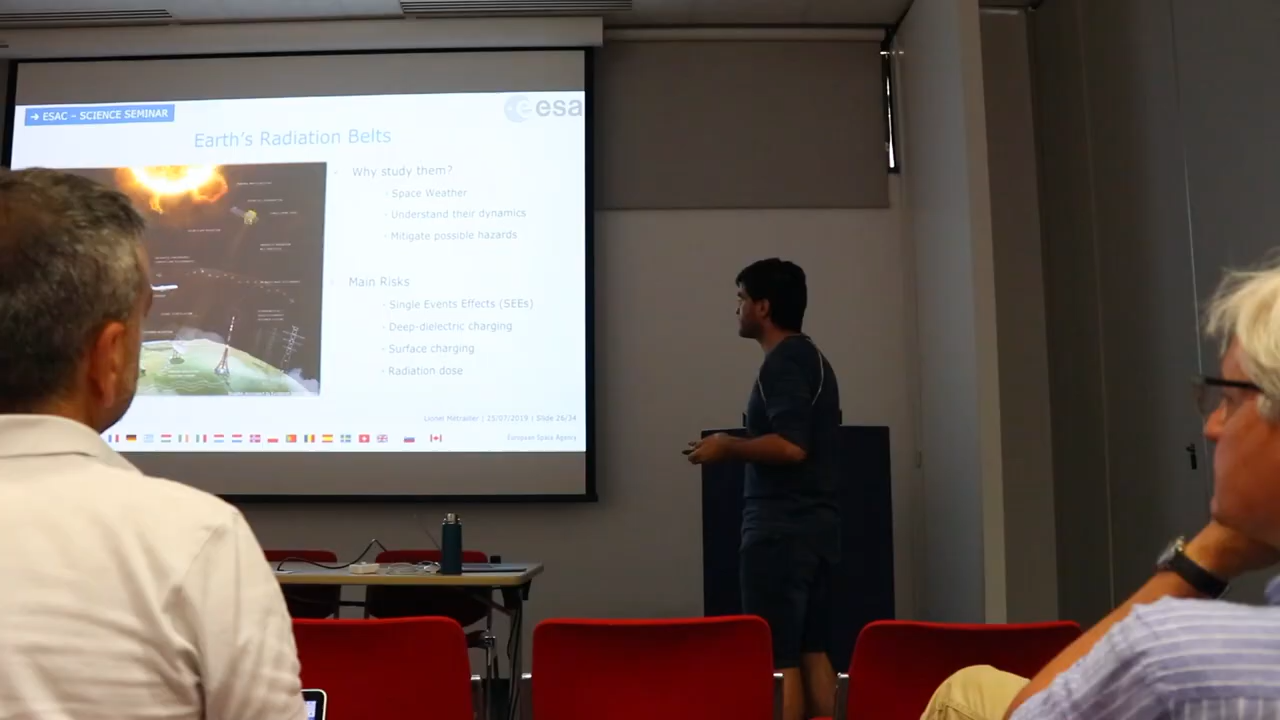 → ESAC – SCIENCE SEMINAR
esa
Earth's Radiation Belts
Why study them?
- Space Weather
- Understand their dynamics
- Mitigate possible hazards
Main Risks
- Single Events Effects (SEEs)
- Deep-dielectric charging
- Surface charging
- Radiation dose
Lionel Métrailler | 25/07/2019 | Slide 26/34
European Space Agency